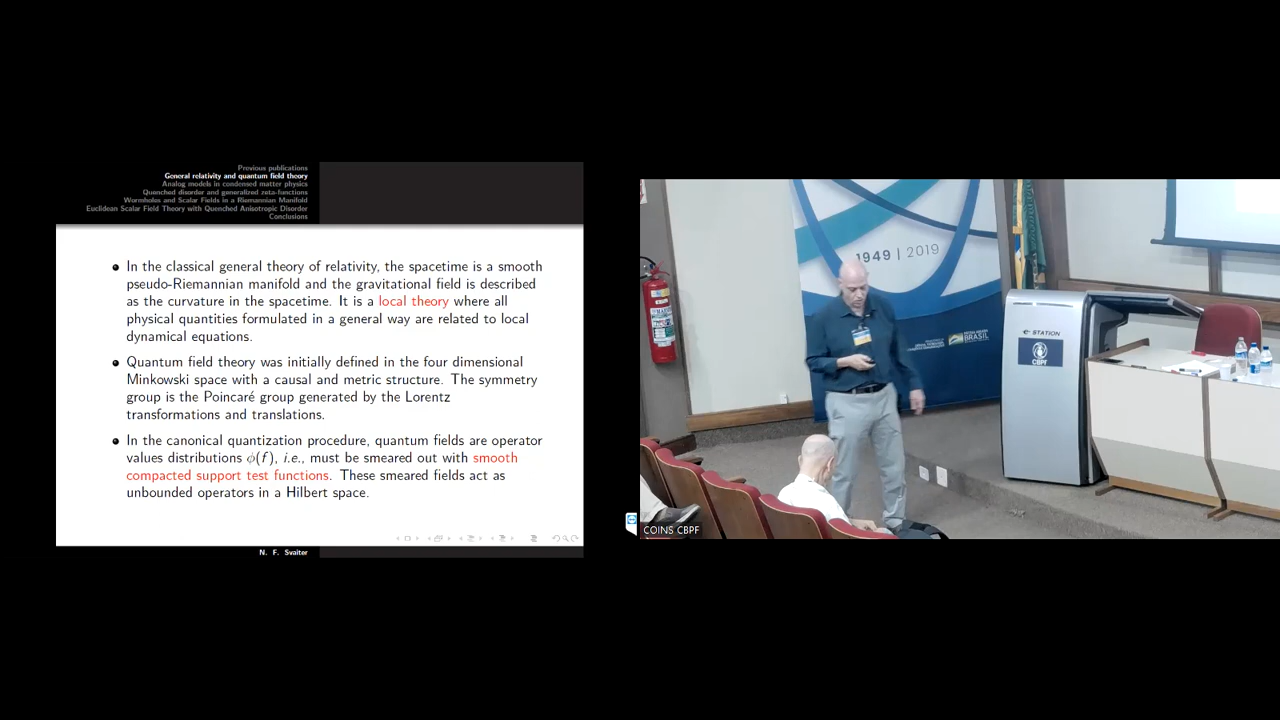 Previous publications
General relativity and quantum field theory
Analog models in condensed matter physics
Quenched disorder and generalized zeta-functions
Wormholes and Scalar Fields in a Riemannian Manifold
Euclidean Scalar Field Theory with Quenched Anisotropic Disorder
Conclusions
In the classical general theory of relativity, the spacetime is a smooth
pseudo-Riemannian manifold and the gravitational field is described
as the curvature in the spacetime. It is a local theory where all
physical quantities formulated in a general way are related to local
dynamical equations.
Quantum field theory was initially defined in the four dimensional
Minkowski space with a causal and metric structure. The symmetry
group is the Poincaré group generated by the Lorentz
transformations and translations.
In the canonical quantization procedure, quantum fields are operator
values distributions ϕ(f), i.e., must be smeared out with smooth
compacted support test functions. These smeared fields act as
unbounded operators in a Hilbert space.
N. F. Svaiter
1949 | 2019
BRASIL
e-STATION
CBPF
COINS CBPF